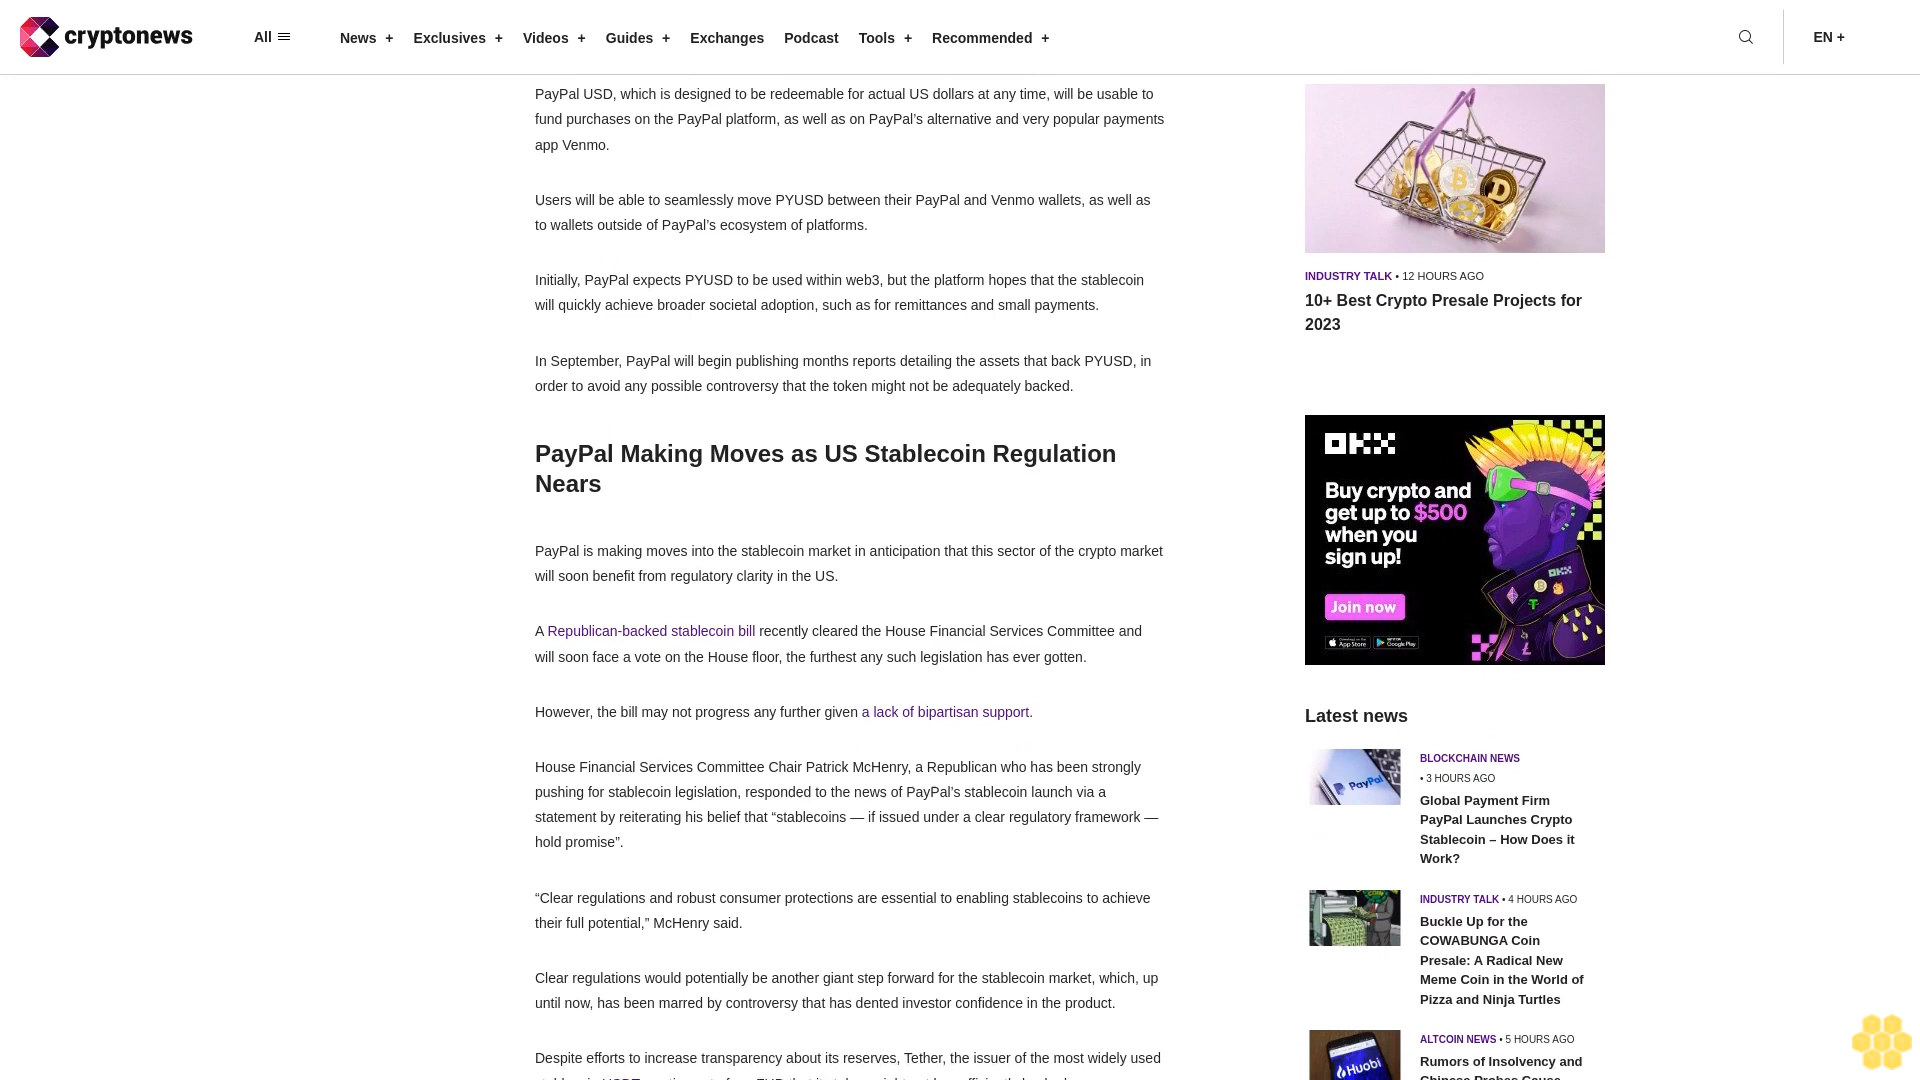 cryptonews
All
News +
Exclusives +
Videos +
Guides +
Exchanges
Podcast
Tools +
Recommended +
EN +
PayPal USD, which is designed to be redeemable for actual US dollars at any time, will be usable to
fund purchases on the PayPal platform, as well as on PayPal’s alternative and very popular payments
app Venmo.
Users will be able to seamlessly move PYUSD between their PayPal and Venmo wallets, as well as
to wallets outside of PayPal’s ecosystem of platforms.
Initially, PayPal expects PYUSD to be used within web3, but the platform hopes that the stablecoin
will quickly achieve broader societal adoption, such as for remittances and small payments.
In September, PayPal will begin publishing months reports detailing the assets that back PYUSD, in
order to avoid any possible controversy that the token might not be adequately backed.
PayPal Making Moves as US Stablecoin Regulation
Nears
PayPal is making moves into the stablecoin market in anticipation that this sector of the crypto market
will soon benefit from regulatory clarity in the US.
A Republican-backed stablecoin bill recently cleared the House Financial Services Committee and
will soon face a vote on the House floor, the furthest any such legislation has ever gotten.
However, the bill may not progress any further given a lack of bipartisan support.
House Financial Services Committee Chair Patrick McHenry, a Republican who has been strongly
pushing for stablecoin legislation, responded to the news of PayPal’s stablecoin launch via a
statement by reiterating his belief that “stablecoins — if issued under a clear regulatory framework —
hold promise”.
“Clear regulations and robust consumer protections are essential to enabling stablecoins to achieve
their full potential,” McHenry said.
Clear regulations would potentially be another giant step forward for the stablecoin market, which, up
until now, has been marred by controversy that has dented investor confidence in the product.
Despite efforts to increase transparency about its reserves, Tether, the issuer of the most widely used
INDUSTRY TALK • 12 HOURS AGO
10+ Best Crypto Presale Projects for
2023
OKX
Buy crypto and
get up to $500
when you
sign up!
Join now
App Store
Google Play
OKX
Latest news
PayPal
BLOCKCHAIN NEWS
• 3 HOURS AGO
Global Payment Firm
PayPal Launches Crypto
Stablecoin – How Does it
Work?
INDUSTRY TALK • 4 HOURS AGO
Buckle Up for the
COWABUNGA Coin
Presale: A Radical New
Meme Coin in the World of
Pizza and Ninja Turtles
Huobi
ALTCOIN NEWS • 5 HOURS AGO
Rumors of Insolvency and
Chinese Probes Cause